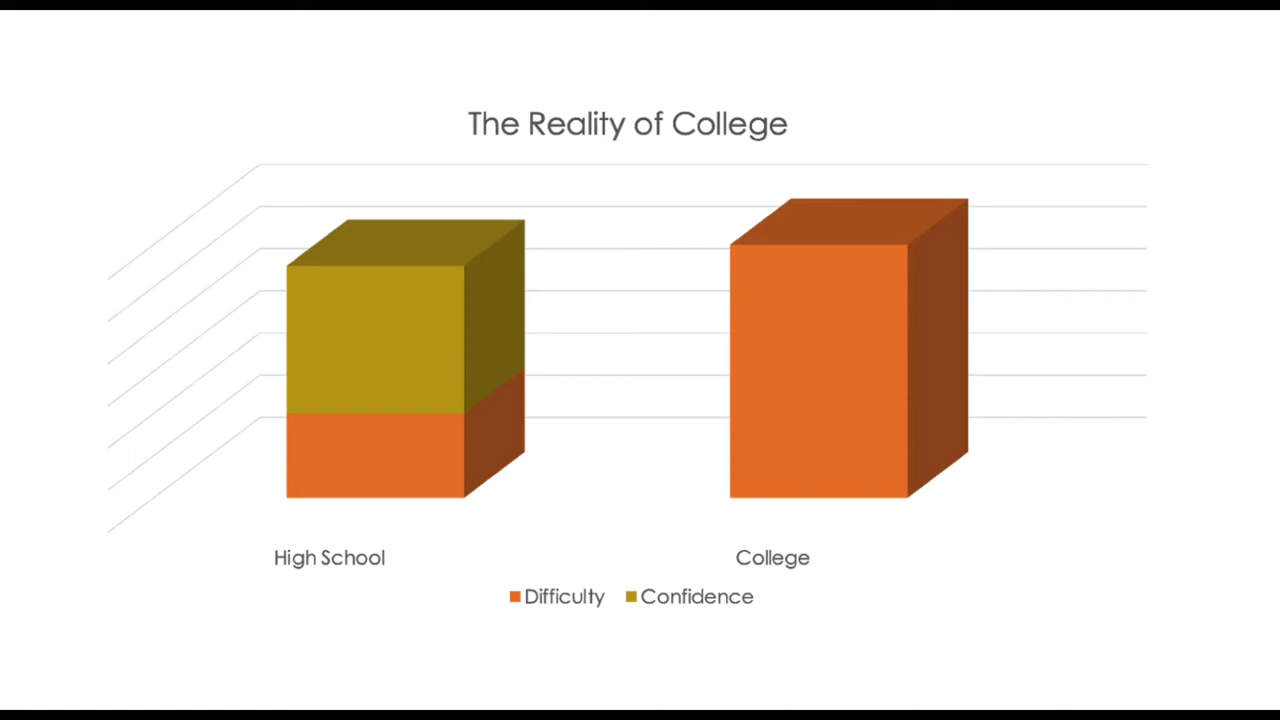 The Reality of College
High School
College
Difficulty
Confidence